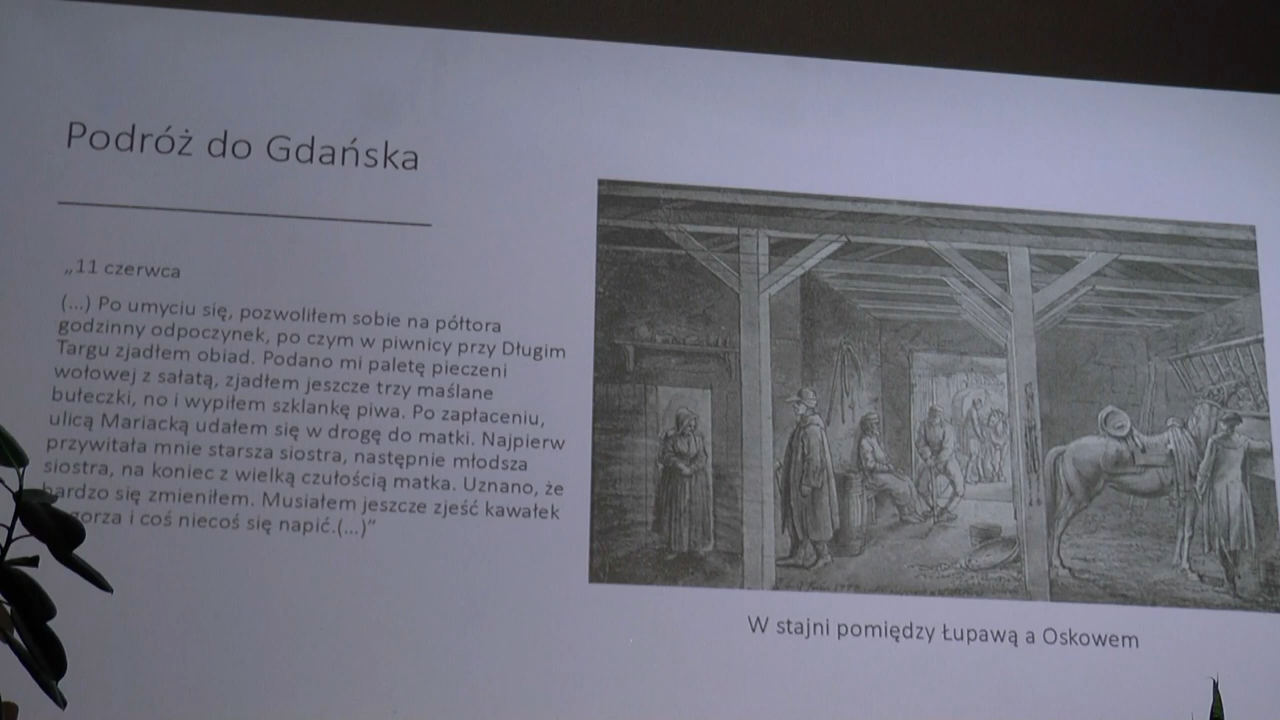 Podróż do Gdańska
„11 czerwca
(...) Po umyciu się, pozwoliłem sobie na półtora
godzinny odpoczynek, po czym w piwnicy przy Długim
Targu zjadłem obiad. Podano mi paletę pieczeni
wołowej z sałatą, zjadłem jeszcze trzy maślane
bułeczki, no i wypiłem szklankę piwa. Po zapłaceniu,
ulicą Mariacką udałem się w drogę do matki. Najpierw
przywitała mnie starsza siostra, następnie młodsza
siostra, na koniec z wielką czułością matka. Uznano, że
bardzo się zmieniłem. Musiałem jeszcze zjeść kawałek
i coś niecoś się napić.(...)”
W stajni pomiędzy Łupawą a Oskowem